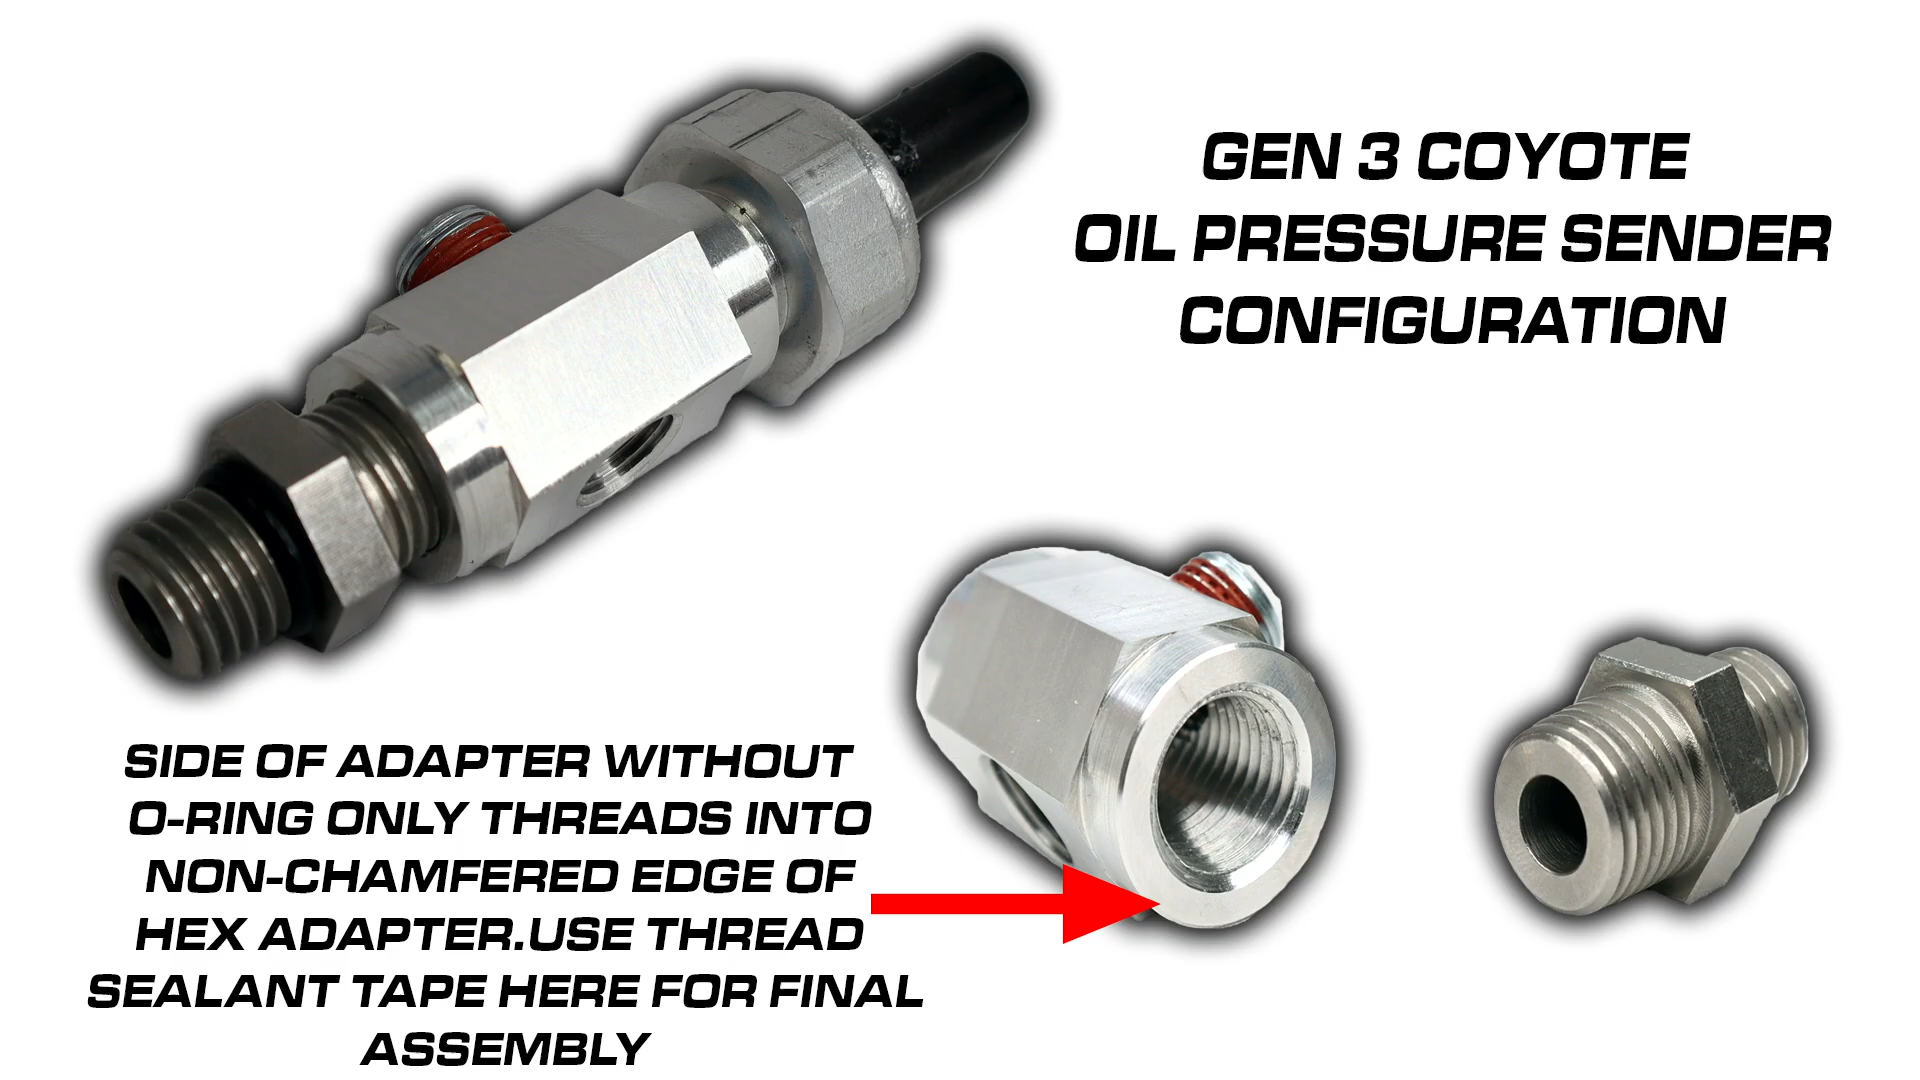 GEN 3 COYOTE
OIL PRESSURE SENDER
CONFIGURATION
SIDE OF ADAPTER WITHOUT
O-RING ONLY THREADS INTO
NON-CHAMFERED EDGE OF
HEX ADAPTER.USE THREAD
SEALANT TAPE HERE FOR FINAL
ASSEMBLY